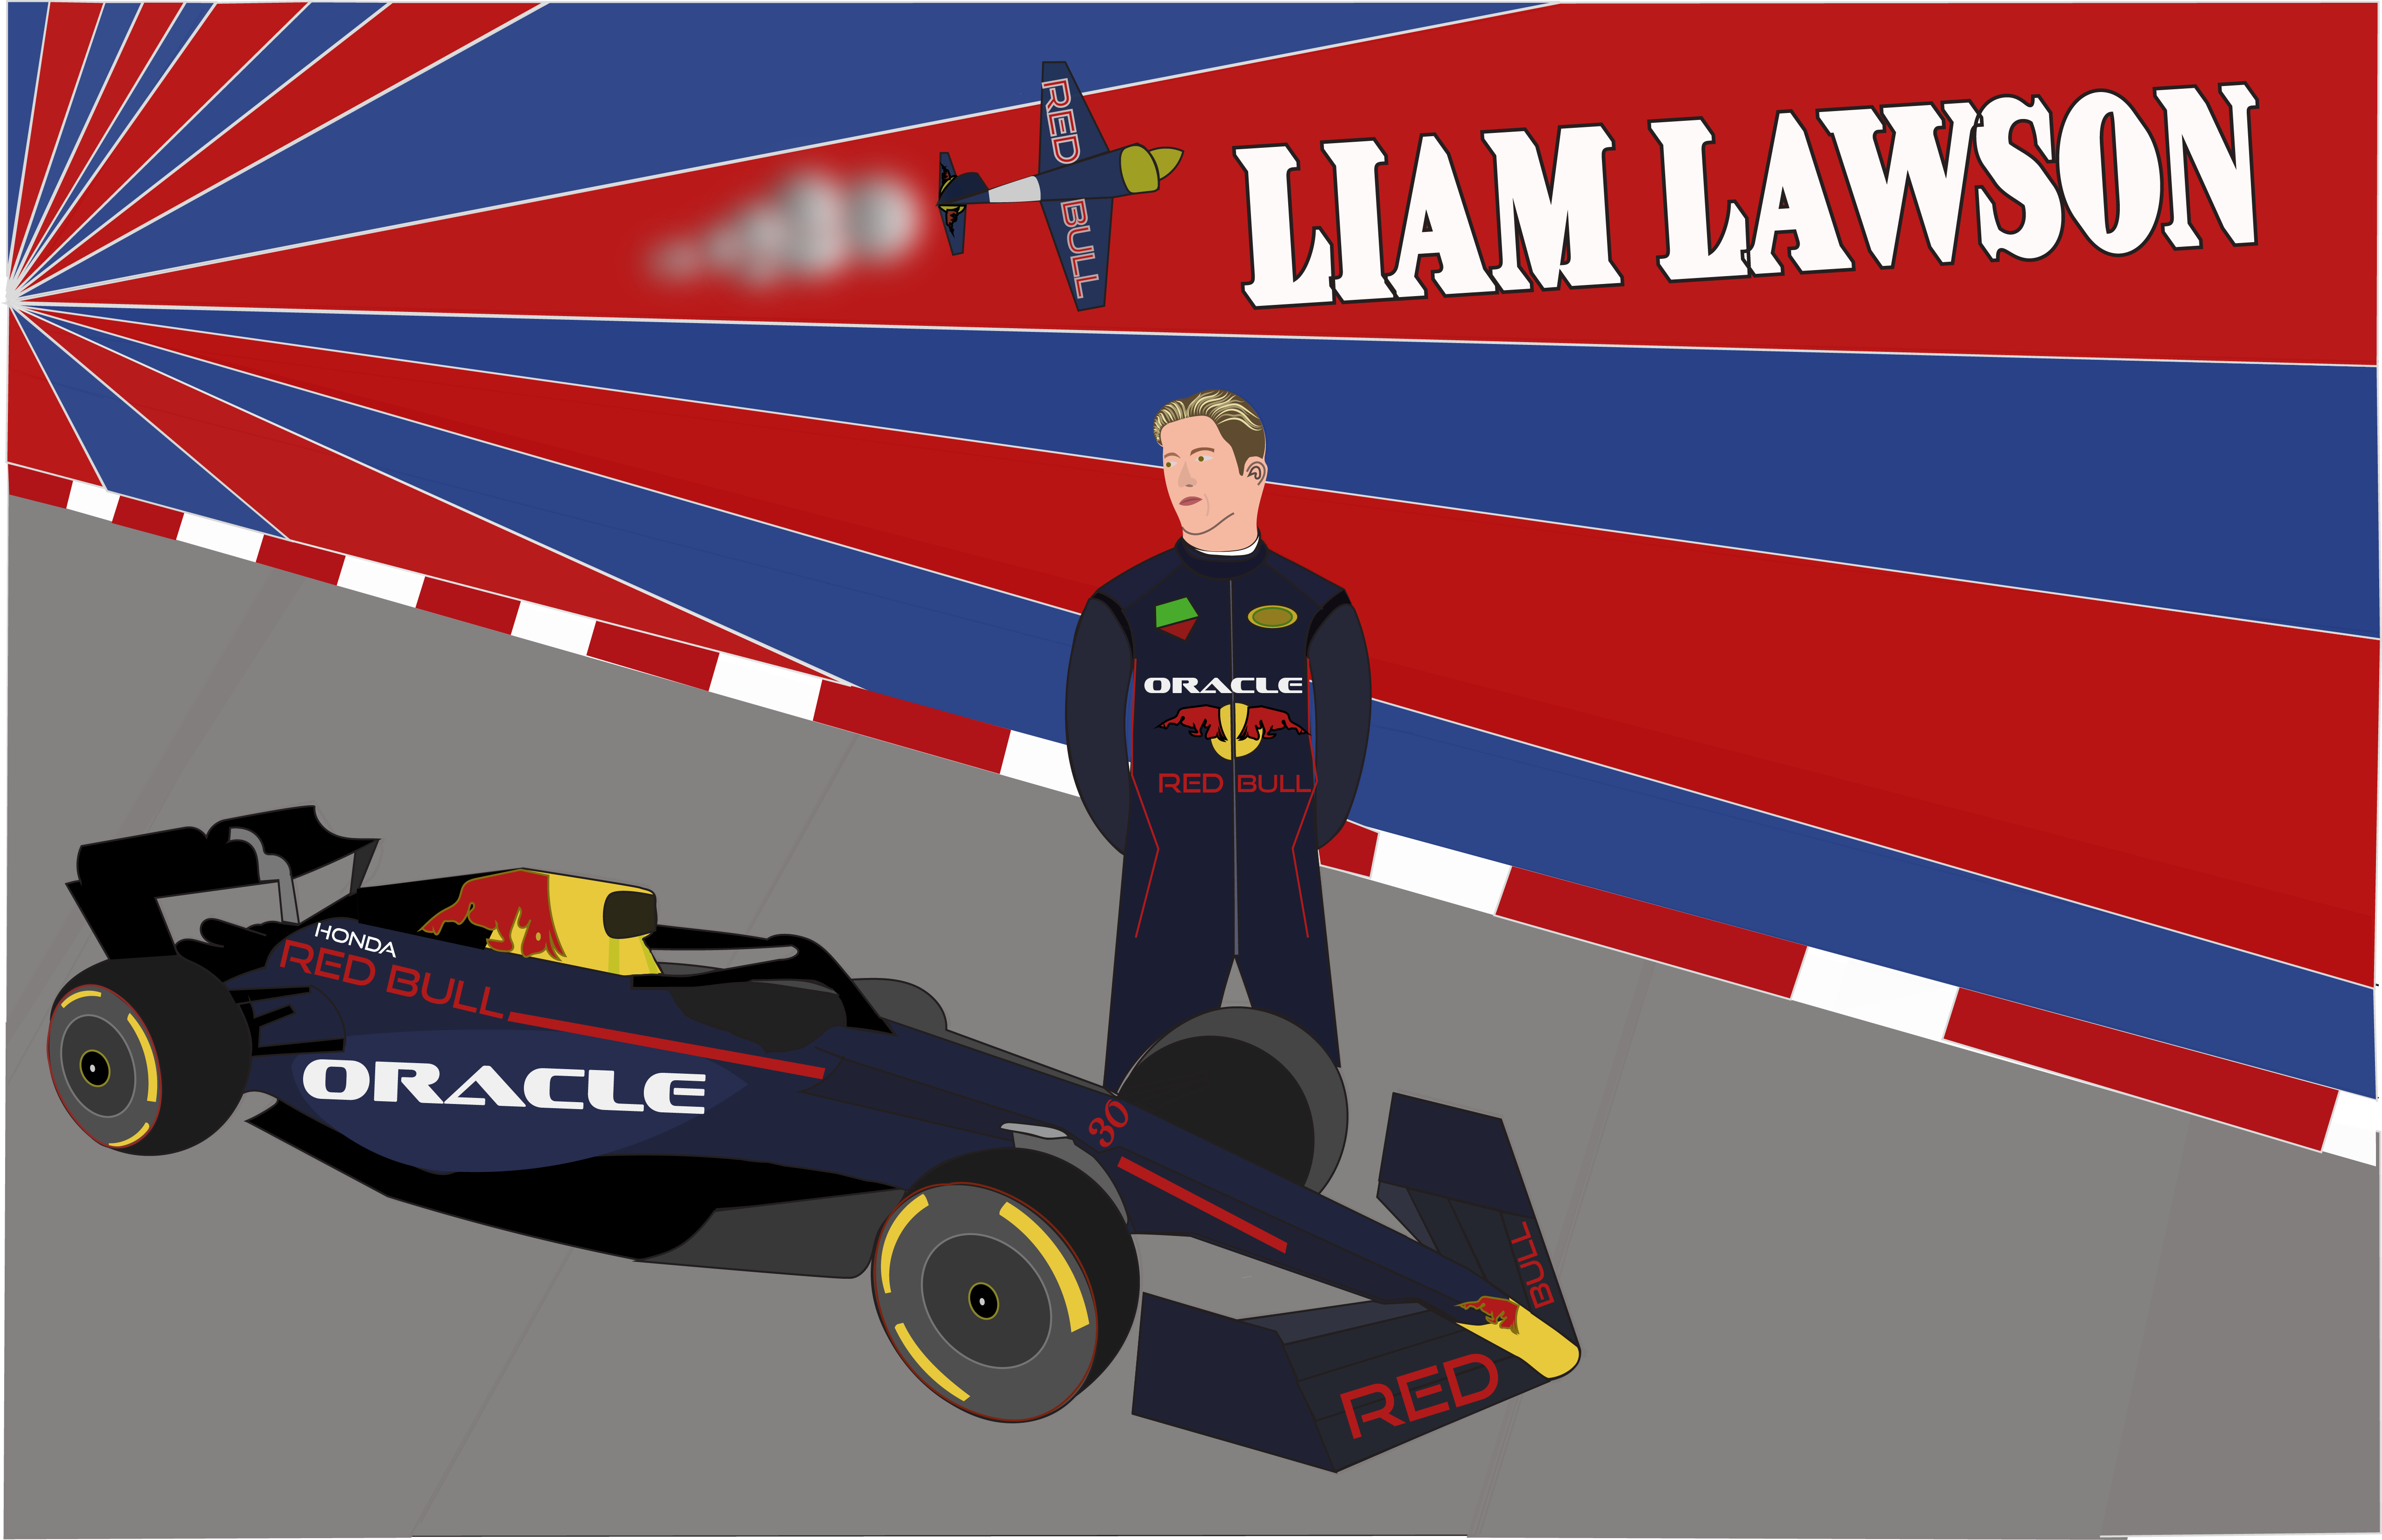 RED BULL
LIAM LAWSON
ORACLE
RED BULL
HONDA
RED BULL
ORACLE
30
BULL
RED